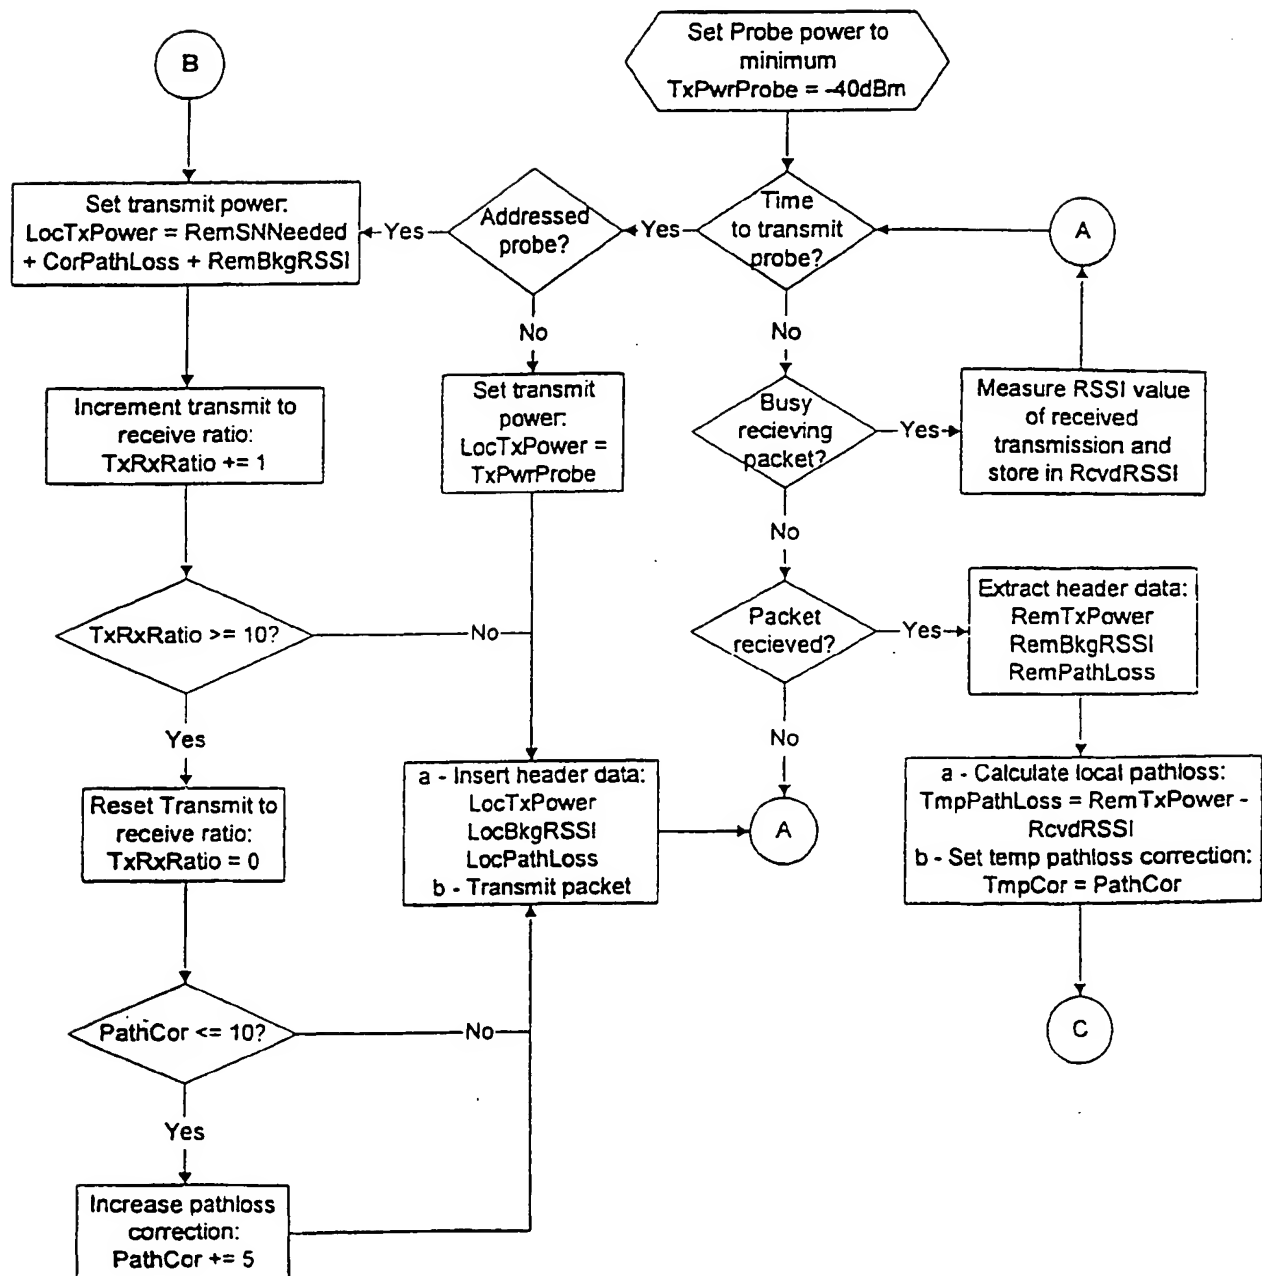 Set Probe power to
minimum
TxPwrProbe = -40dBm
B
Set transmit power:
LocTxPower = RemSNNeeded
+ CorPathLoss + RemBkgRSSI
Yes
Addressed
probe?
Yes
Time
to transmit
probe?
A
No
No
Increment transmit to
receive ratio:
TxRxRatio += 1
Set transmit
power:
LocTxPower =
TxPwrProbe
Busy
recieving
packet?
Yes
Measure RSSI value
of received
transmission and
store in RcvdRSSI
No
TxRxRatio >= 10?
No
Packet
recieved?
Yes
Extract header data:
RemTxPower
RemBkgRSSI
RemPathLoss
Yes
No
Reset Transmit to
receive ratio:
TxRxRatio = 0
a - Insert header data:
LocTxPower
LocBkgRSSI
LocPathLoss
b - Transmit packet
A
a - Calculate local pathloss:
TmpPathLoss = RemTxPower -
RcvdRSSI
b - Set temp pathloss correction:
TmpCor = PathCor
PathCor <= 10?
No
C
Yes
Increase pathloss
correction:
PathCor += 5